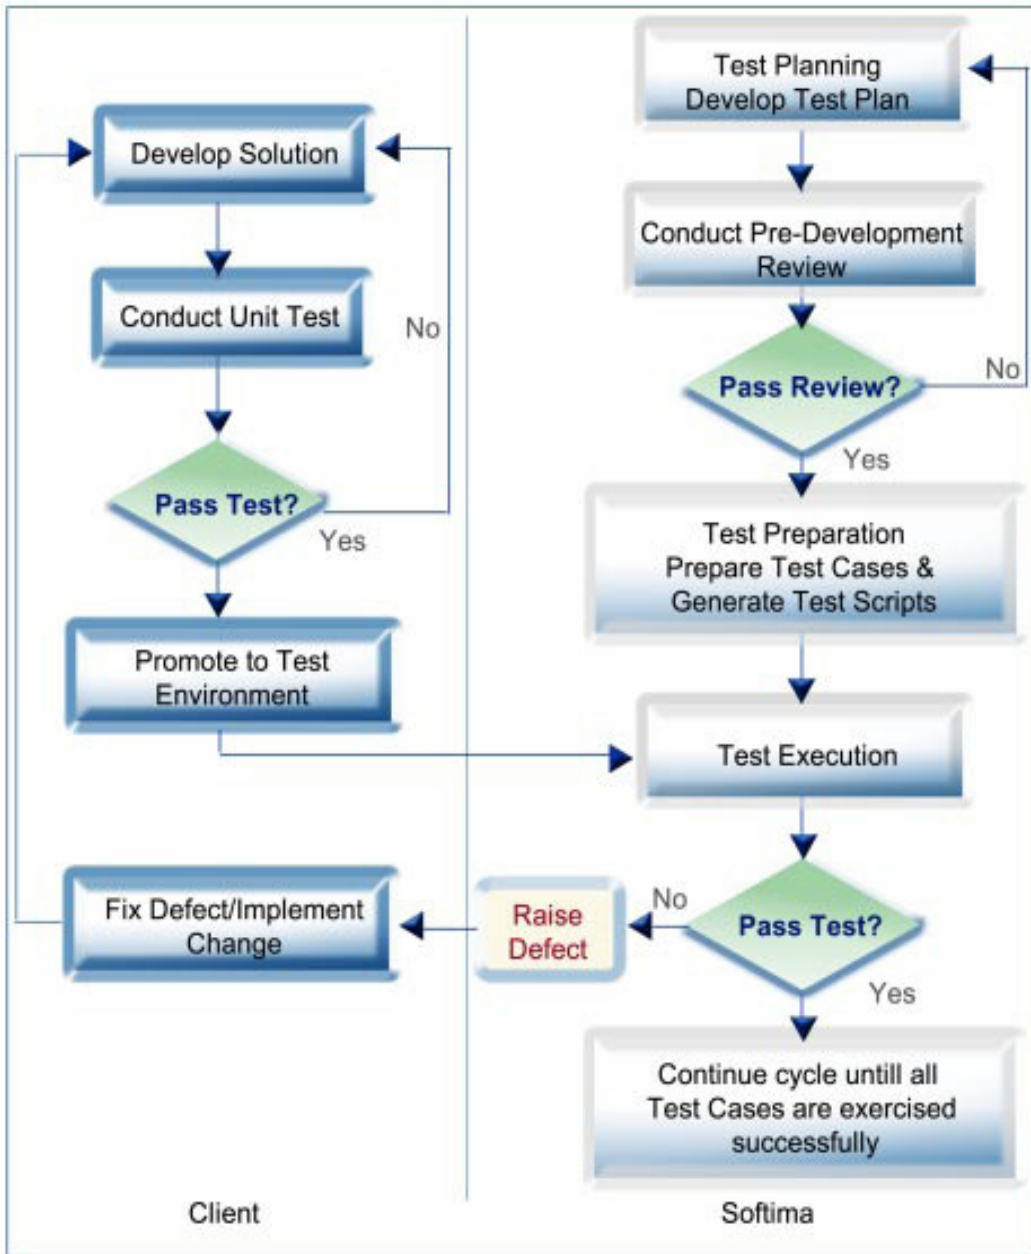 Develop Solution
Conduct Unit Test
No
Pass Test?
Yes
Promote to Test
Environment
Fix Defect/Implement
Change
Client
Test Planning
Develop Test Plan
Conduct Pre-Development
Review
Pass Review?
No
Yes
Test Preparation
Prepare Test Cases &
Generate Test Scripts
Test Execution
Pass Test?
No
Raise
Defect
Yes
Continue cycle untill all
Test Cases are exercised
successfully
Softima